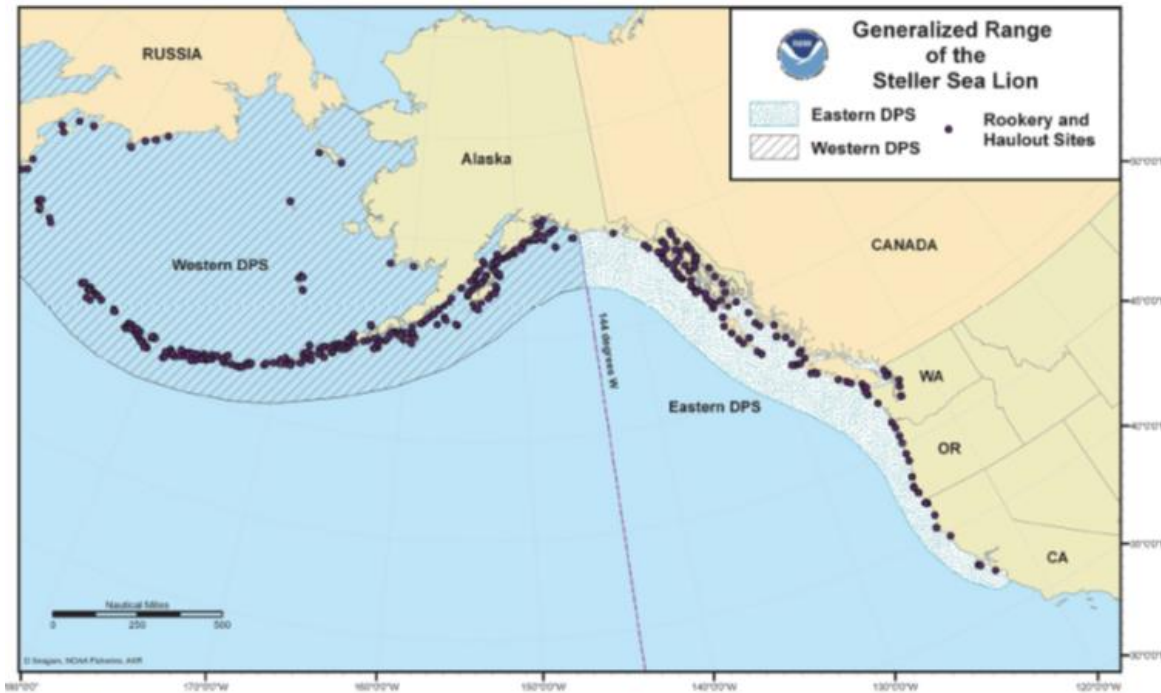 Generalized Range
of the
Steller Sea Lion
Eastern DPS
Western DPS
Rookery and
Haulout Sites
RUSSIA
Alaska
CANADA
Western DPS
144 degrees W
Eastern DPS
WA
OR
CA
Nautical Miles
0 250 500
170°0'0"W
150°0'0"W
140°0'0"W
130°0'0"W